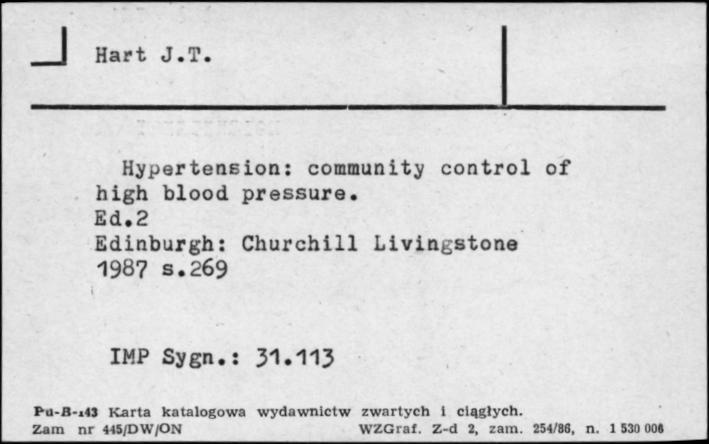 Hart J.T.
Hypertension: community control of
high blood pressure.
Ed.2
Edinburgh: Churchill Livingstone
1987 s.269
IMP Sygn.: 31.113
Pu-B-143 Karta katalogowa wydawnictw zwartych i ciągłych.
Zam nr 445/DW/ON WZGraf. Z-d 2, zam. 254/86, n. 1 530 006